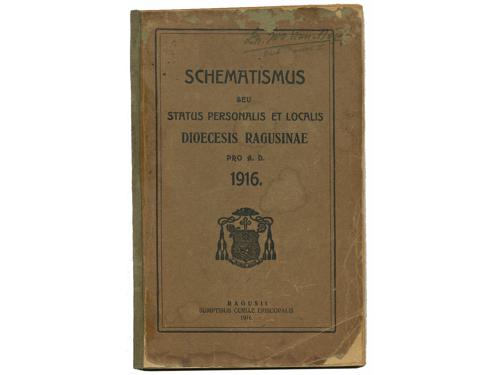 SCHEMATISMUS
SEU
STATUS PERSONALIS ET LOCALIS
DIOECESIS RAGUSINAE
PRO A. D.
1916.
RAGUSII
SUMPTIBUS CURIAE EPISCOPALIS
1916.